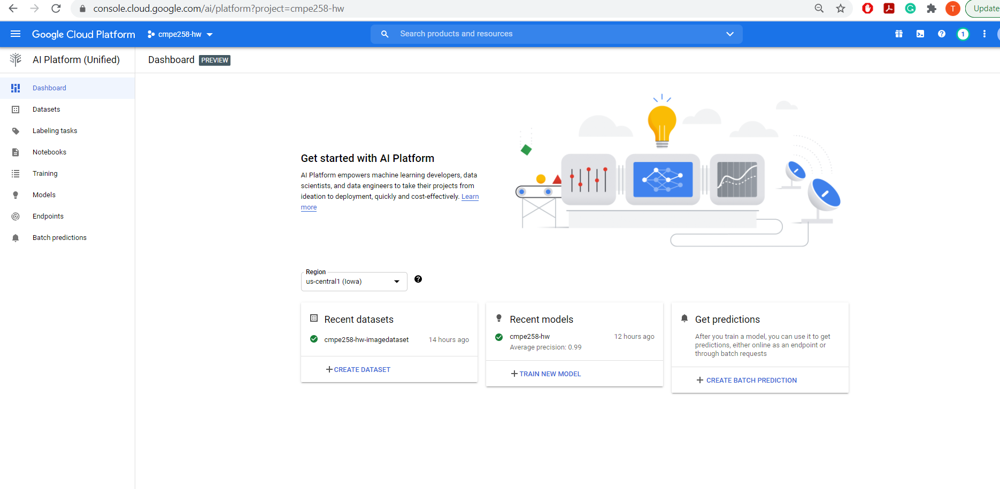 console.cloud.google.com/ai/platform?project=cmpe258-hw
T
Update
Google Cloud Platform
cmpe258-hw
Search products and resources
1
AI Platform (Unified)
Dashboard PREVIEW
Dashboard
Datasets
Labeling tasks
Notebooks
Training
Models
Endpoints
Batch predictions
Get started with AI Platform
AI Platform empowers machine learning developers, data
scientists, and data engineers to take their projects from
ideation to deployment, quickly and cost-effectively. Learn
more
Region
us-central1 (Iowa)
Recent datasets
cmpe258-hw-imagedataset 14 hours ago
CREATE DATASET
Recent models
cmpe258-hw 12 hours ago
Average precision: 0.99
TRAIN NEW MODEL
Get predictions
After you train a model, you can use it to get
predictions, either online as an endpoint or
through batch requests
CREATE BATCH PREDICTION